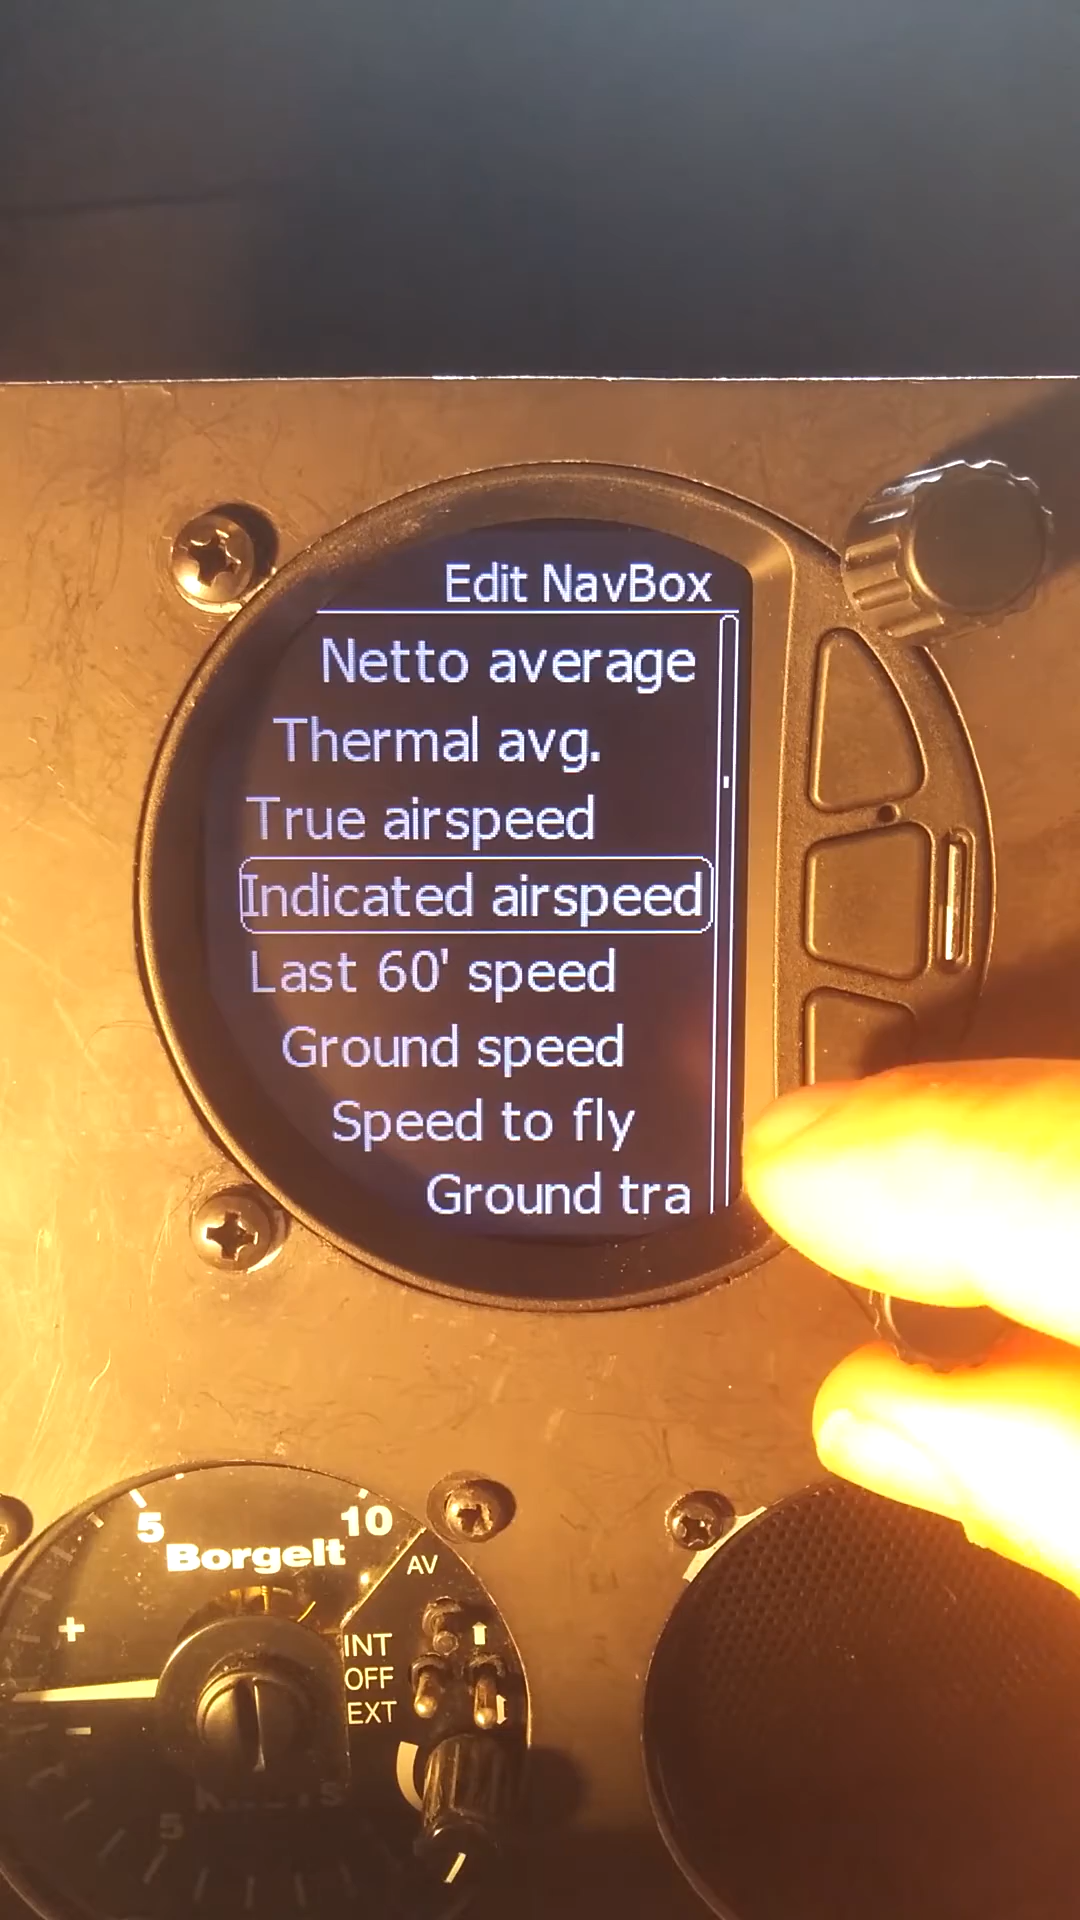 Edit NavBox
Netto average
Thermal avg.
True airspeed
Indicated airspeed
Last 60' speed
Ground speed
Speed to fly
Ground tra
5
10
Borgelt
AV
+
INT
OFF
EXT
-
5